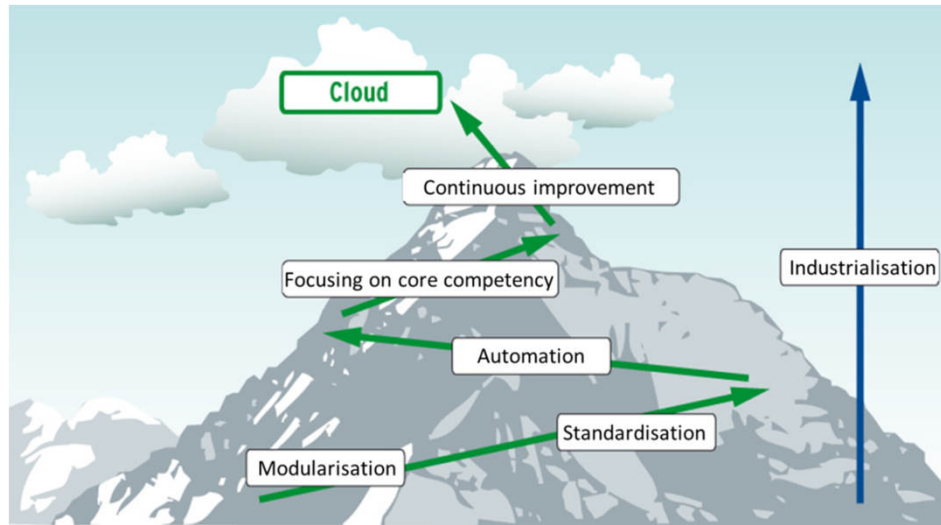 Cloud
Continuous improvement
Industrialisation
Focusing on core competency
Automation
Standardisation
Modularisation